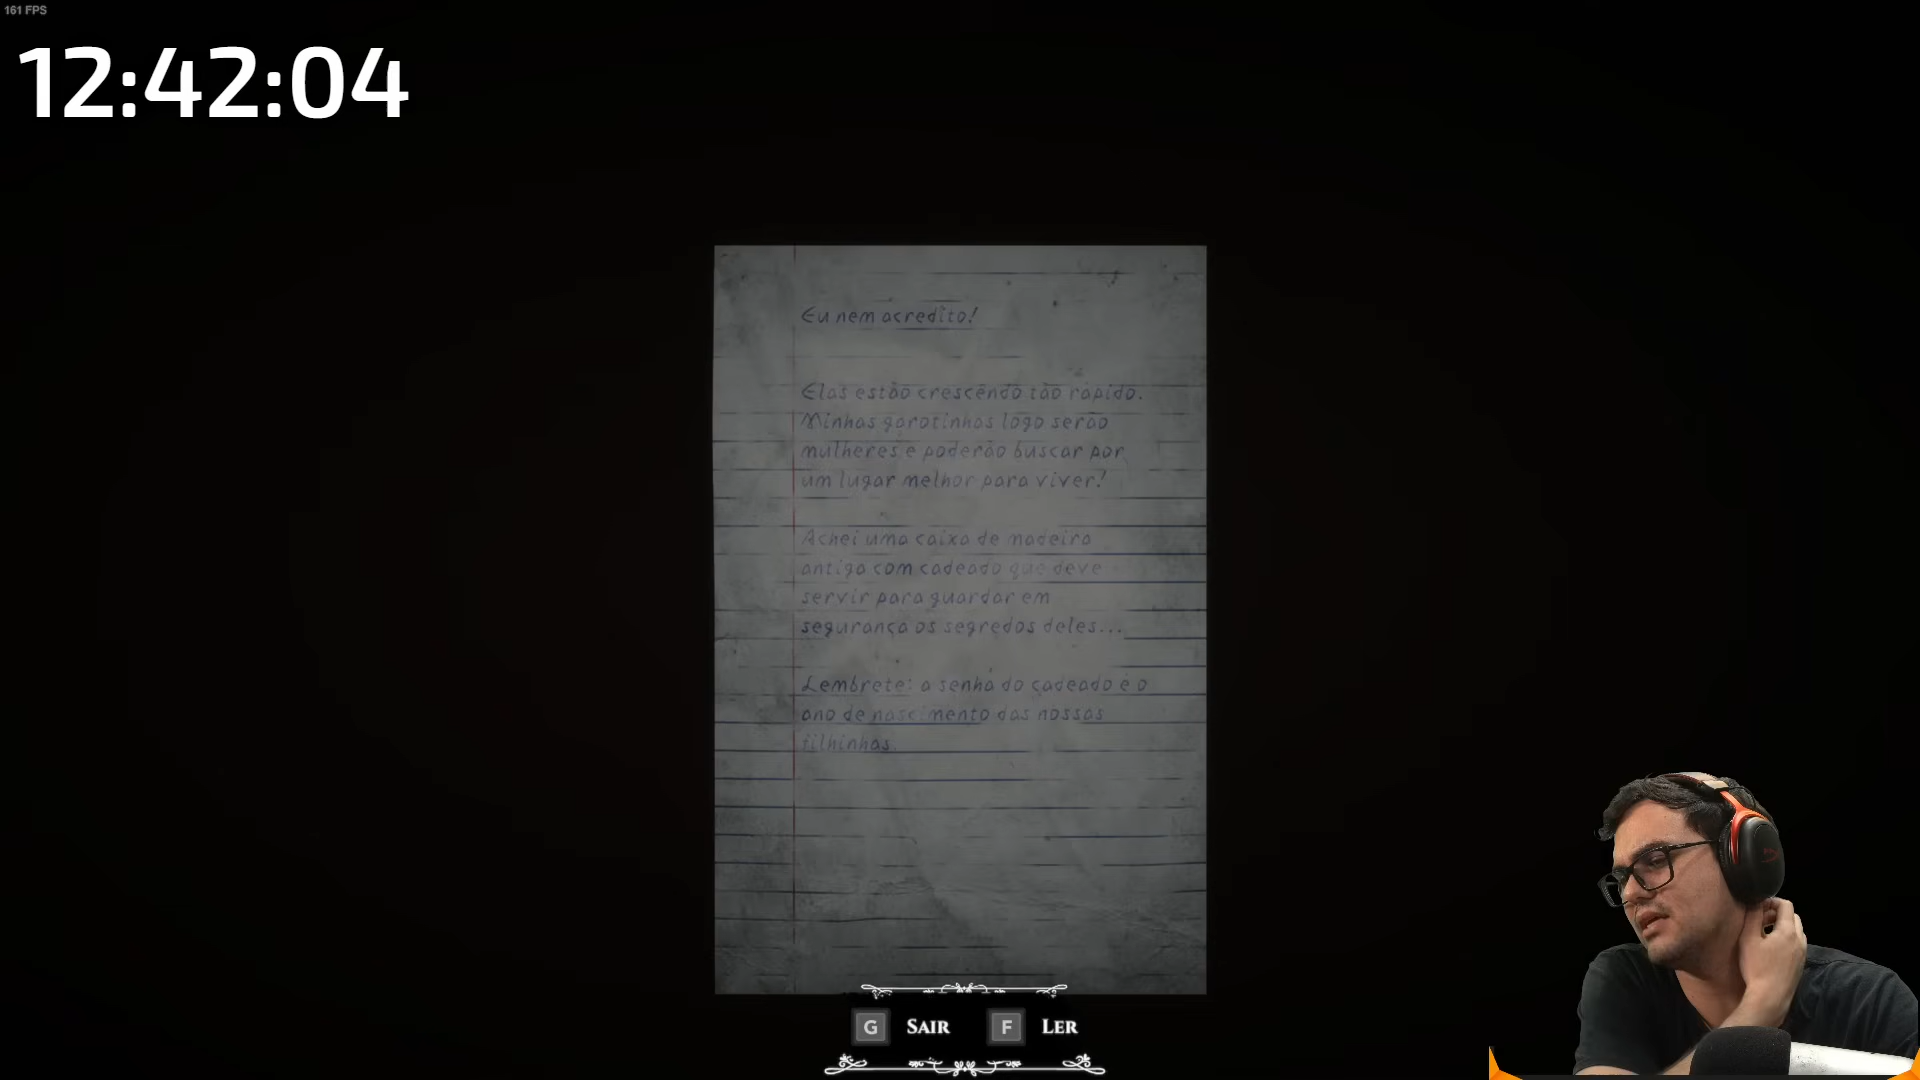 161 FPS
12:42:04
Eu nem acredito!
Elas estão crescendo tão rápido.
Minhas garotinhas logo serão
mulheres e poderão buscar por
um lugar melhor para viver!
Achei uma caixa de madeira
antiga com cadeado que deve
servir para guardar em
segurança os segredos deles...
Lembrete: a senha do cadeado é o
ano de nascimento das nossas
filhinhas.
G SAIR F LER